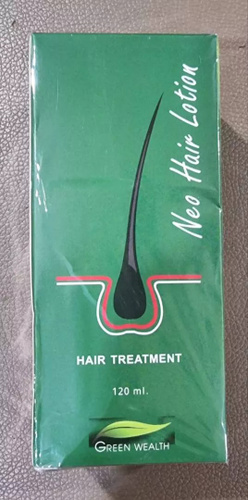 Neo Hair Lotion
HAIR TREATMENT
120 ml.
GREEN WEALTH